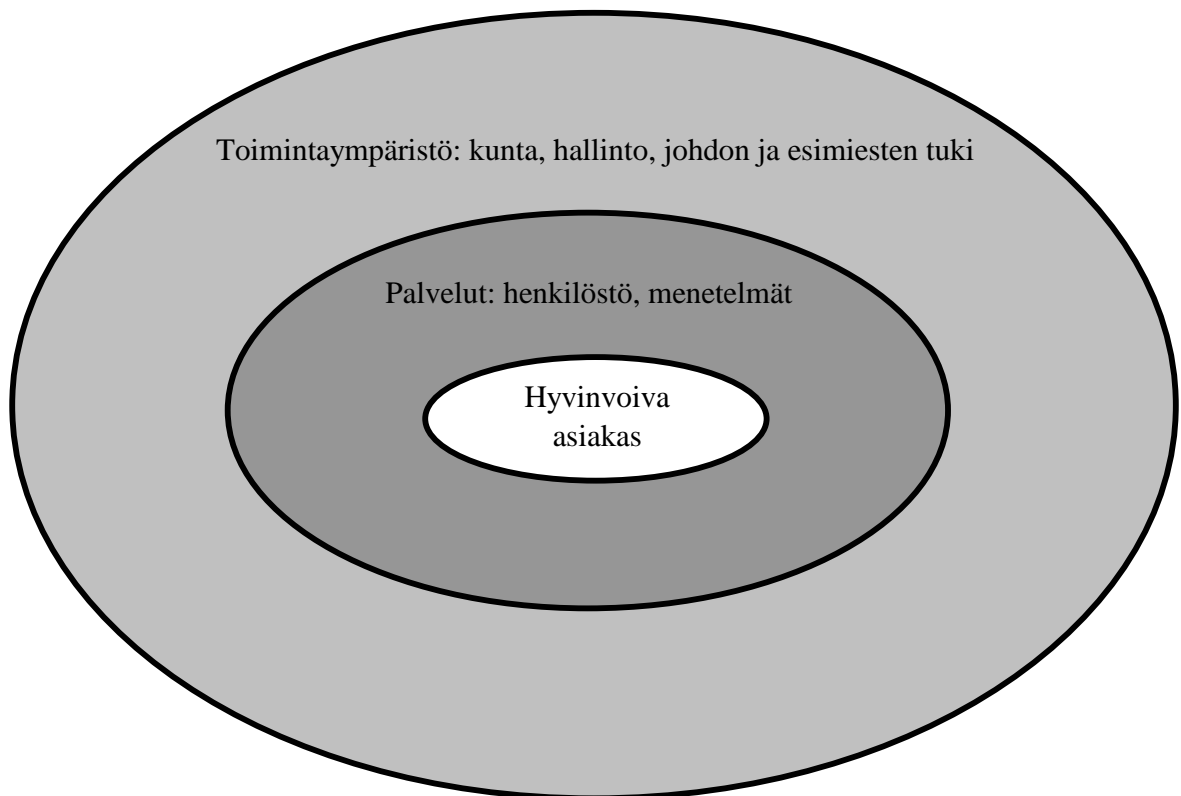 Toimintaympäristö: kunta, hallinto, johdon ja esimiesten tuki
Palvelut: henkilöstö, menetelmät
Hyvinvoiva
asiakas